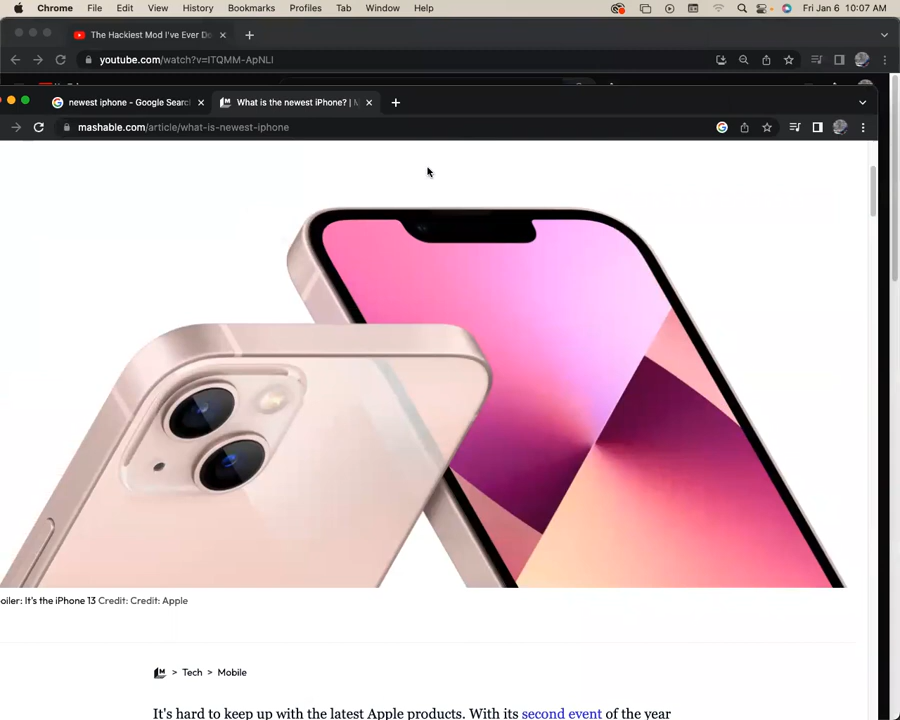 Chrome File Edit View History Bookmarks Profiles Tab Window Help Fri Jan 6 10:07 AM
The Hackiest Mod I've Ever Do
youtube.com/watch?v=ITQMM-ApNLI
newest iphone - Google Searc
What is the newest iPhone? | M
mashable.com/article/what-is-newest-iphone
oiler: It's the iPhone 13 Credit: Credit: Apple
> Tech > Mobile
It's hard to keep up with the latest Apple products. With its second event of the year